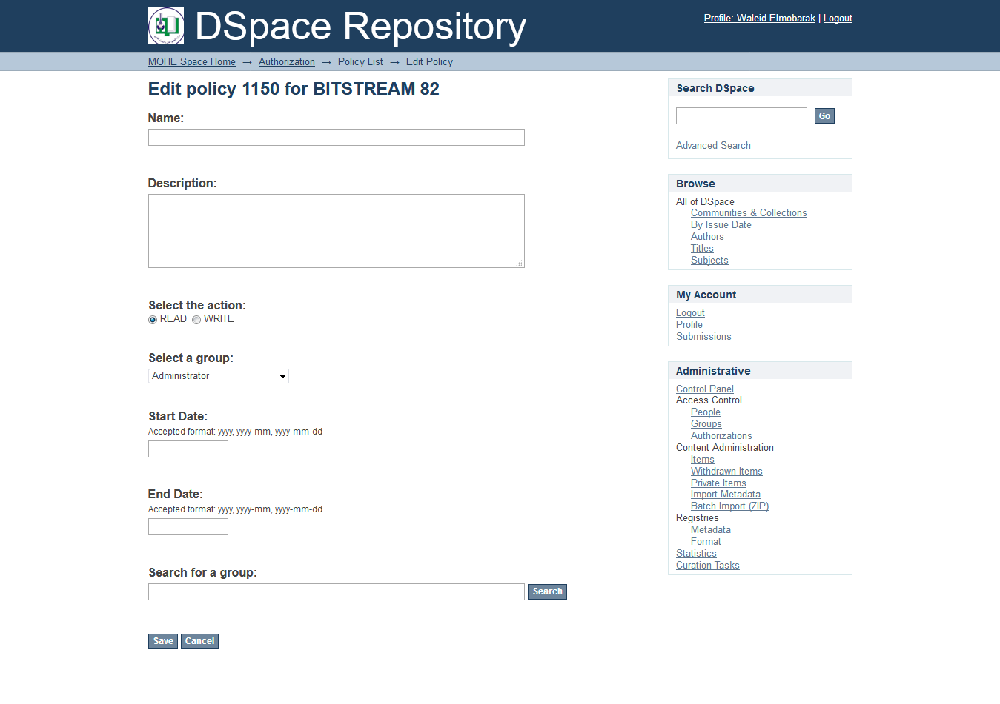 DSpace Repository
Profile: Waleid Elmobarak | Logout
MOHE Space Home → Authorization → Policy List → Edit Policy
Edit policy 1150 for BITSTREAM 82
Name:
Description:
Select the action:
READ WRITE
Select a group:
Administrator
Start Date:
Accepted format: yyyy, yyyy-mm, yyyy-mm-dd
End Date:
Accepted format: yyyy, yyyy-mm, yyyy-mm-dd
Search for a group:
Search
Save Cancel
Search DSpace
Go
Advanced Search
Browse
All of DSpace
Communities & Collections
By Issue Date
Authors
Titles
Subjects
My Account
Logout
Profile
Submissions
Administrative
Control Panel
Access Control
People
Groups
Authorizations
Content Administration
Items
Withdrawn Items
Private Items
Import Metadata
Batch Import (ZIP)
Registries
Metadata
Format
Statistics
Curation Tasks